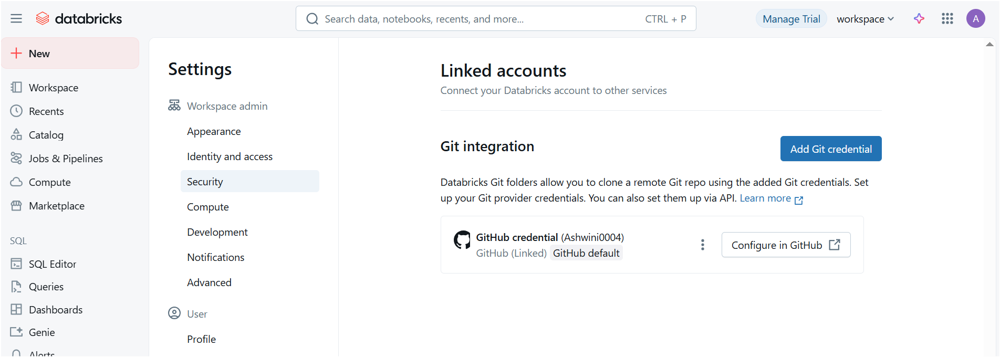 databricks
Search data, notebooks, recents, and more...
CTRL + P
Manage Trial
workspace
A
New
Workspace
Recents
Catalog
Jobs & Pipelines
Compute
Marketplace
SQL
SQL Editor
Queries
Dashboards
Genie
Alerts
Settings
Workspace admin
Appearance
Identity and access
Security
Compute
Development
Notifications
Advanced
User
Profile
Linked accounts
Connect your Databricks account to other services
Git integration
Add Git credential
Databricks Git folders allow you to clone a remote Git repo using the added Git credentials. Set
up your Git provider credentials. You can also set them up via API. Learn more
GitHub credential (Ashwini0004)
GitHub (Linked) GitHub default
Configure in GitHub